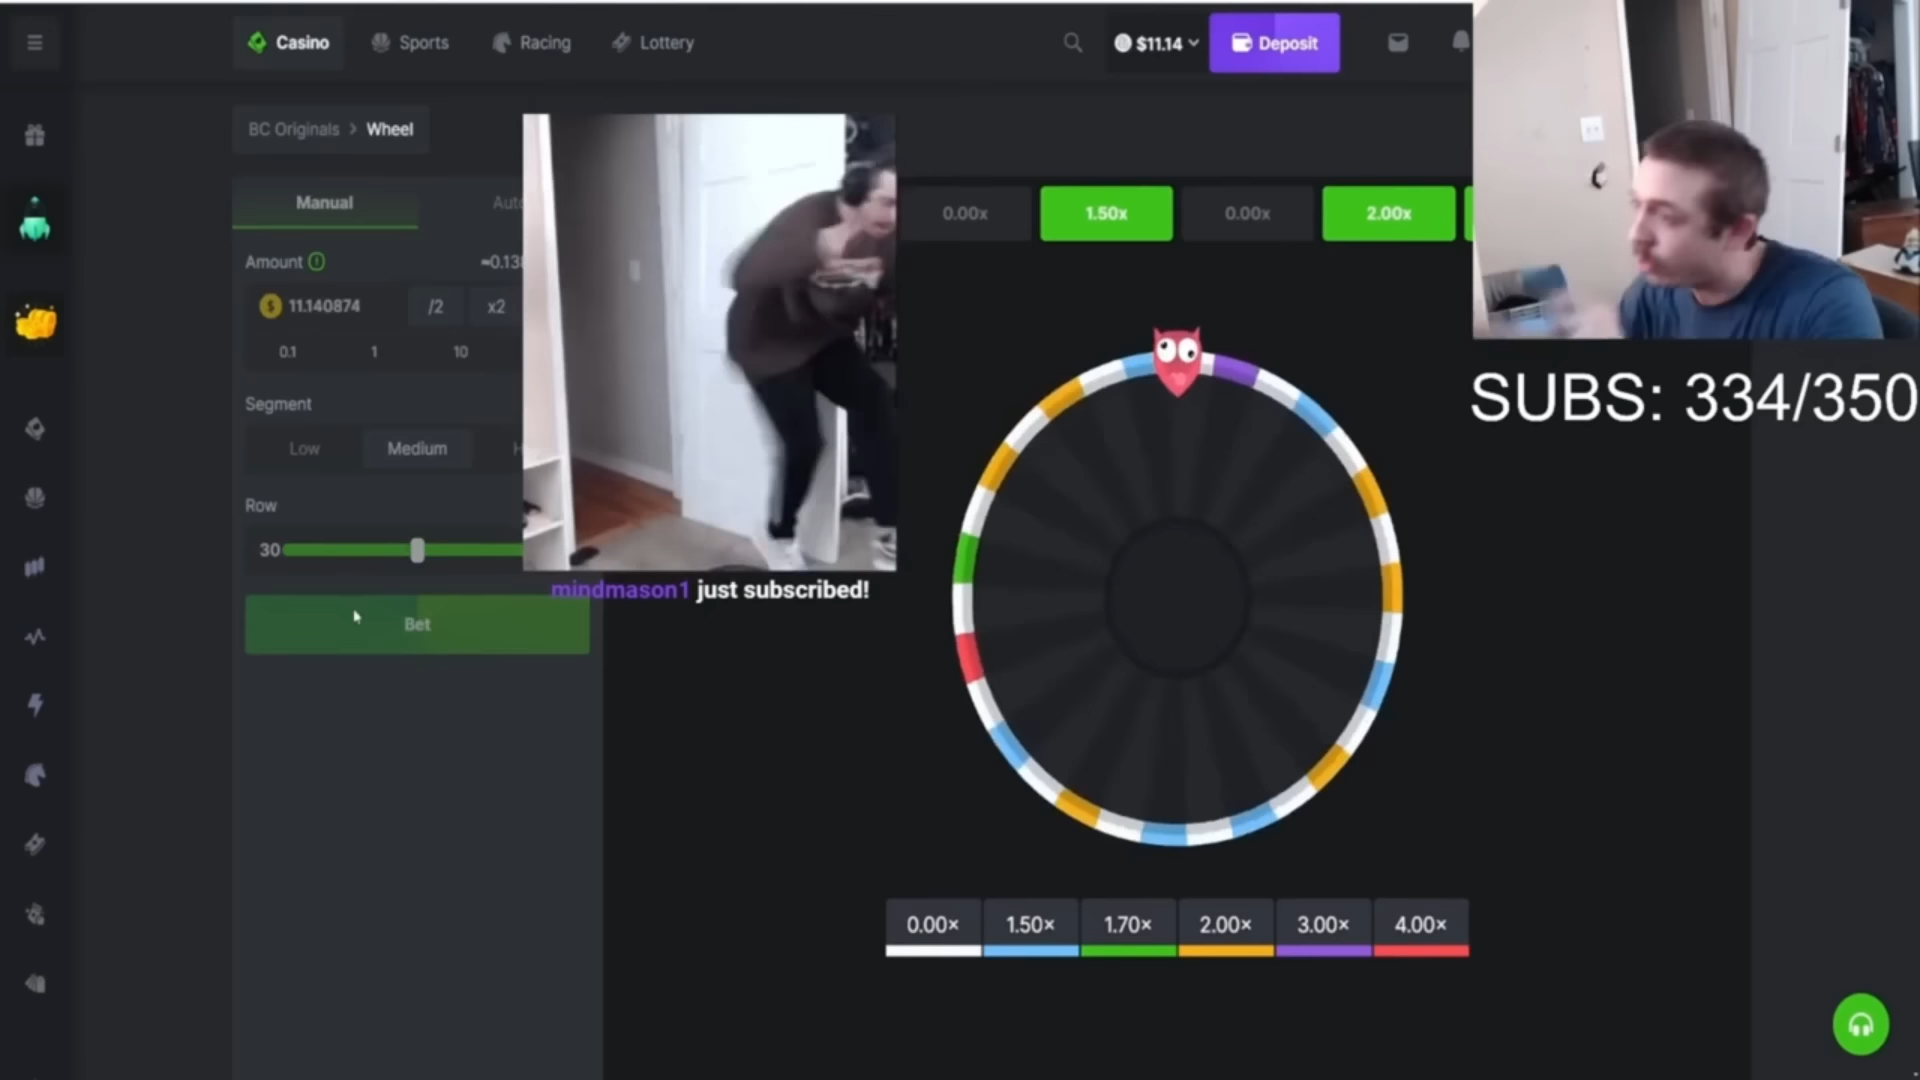 Casino
Sports
Racing
Lottery
$11.14
Deposit
BC Originals > Wheel
Manual
Auto
0.00x
1.50x
0.00x
2.00x
Amount
≈0.13
11.140874
/2
x2
0.1
1
10
SUBS: 334/350
Segment
Low
Medium
H
Row
30
mindmason1 just subscribed!
Bet
0.00×
1.50×
1.70×
2.00×
3.00×
4.00×